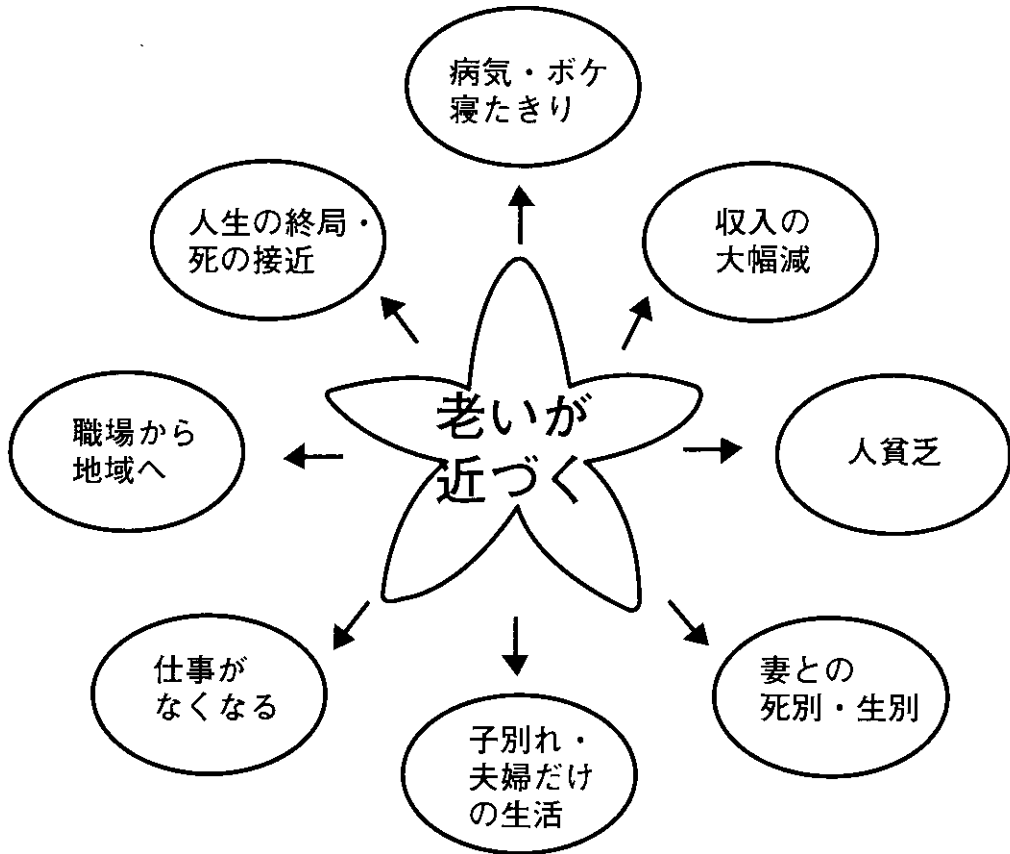 病気・ボケ
寝たきり
人生の終局・
死の接近
収入の
大幅減
老いが
近づく
職場から
地域へ
人貧乏
仕事が
なくなる
妻との
死別・生別
子別れ・
夫婦だけ
の生活